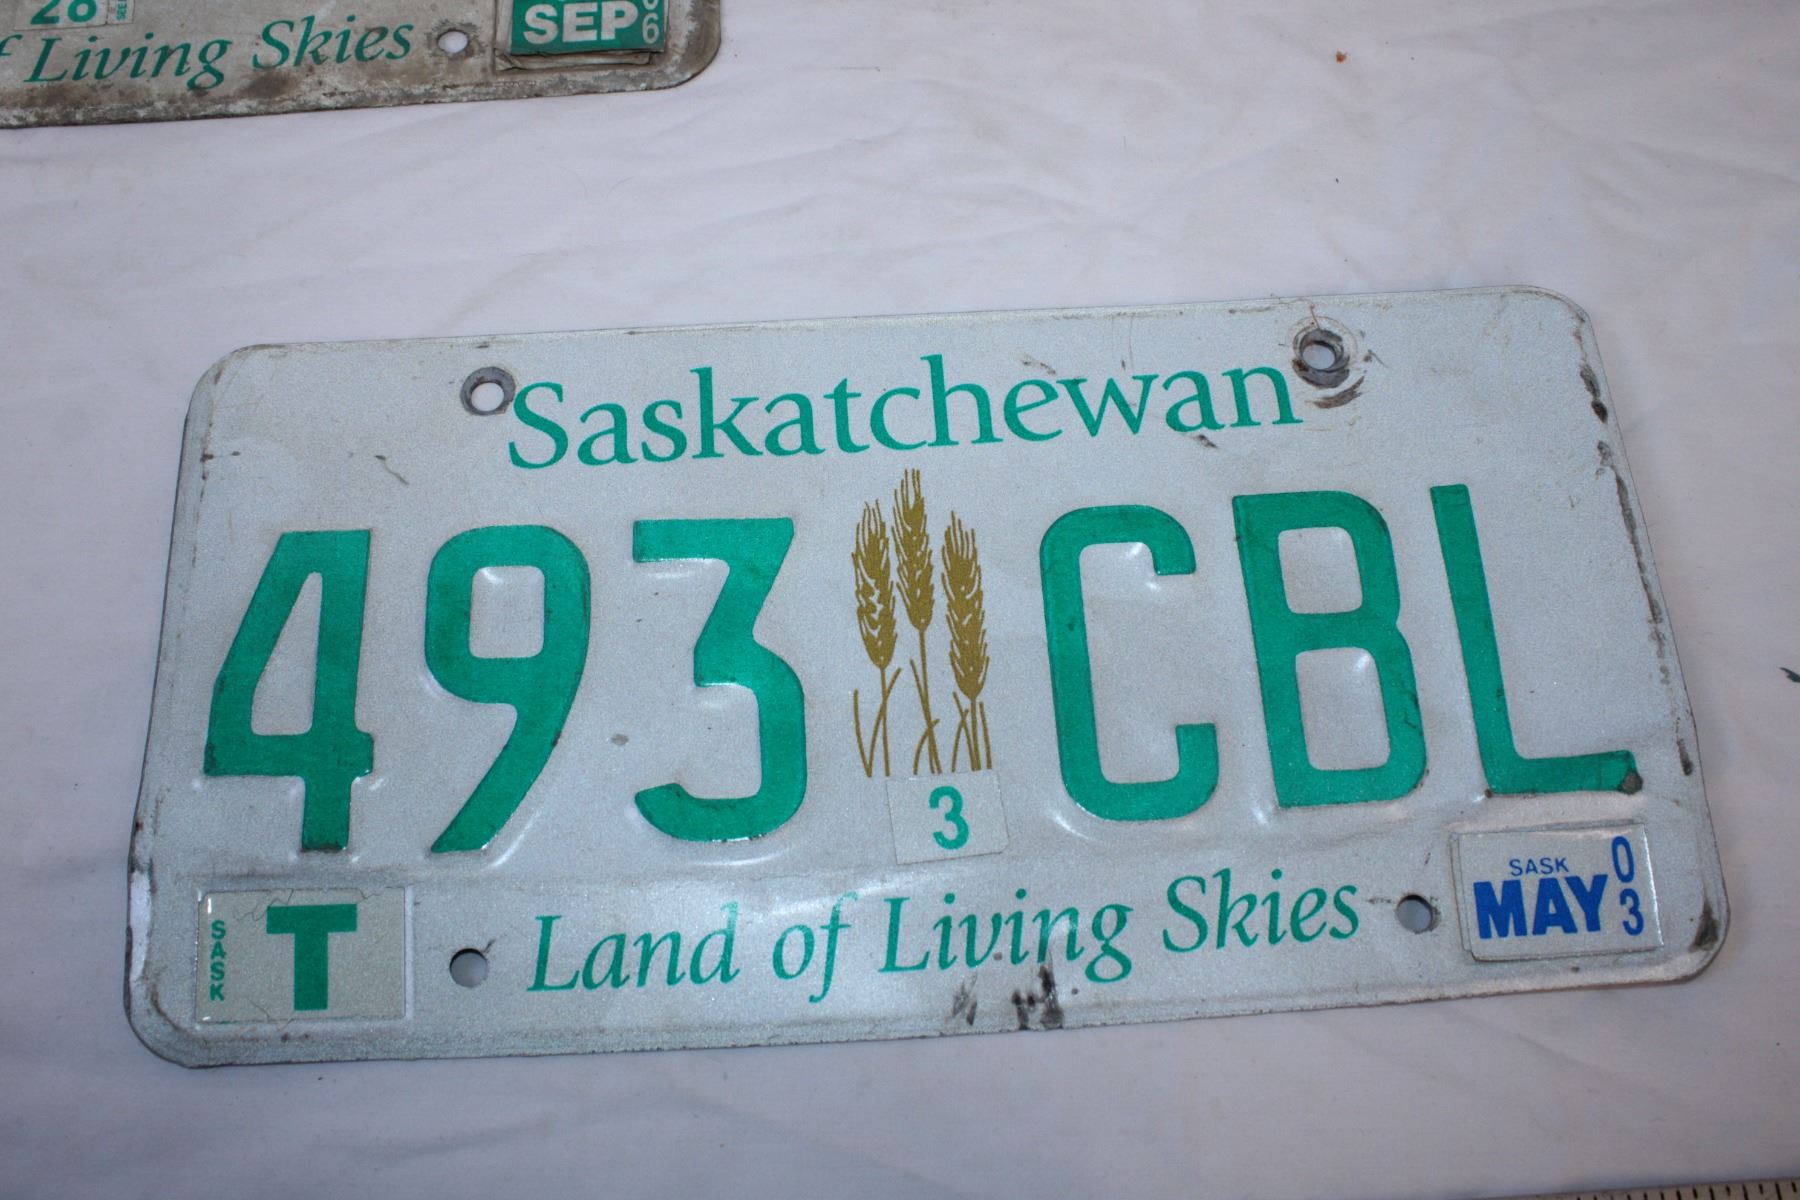 28
f Living Skies
SEP
06
Saskatchewan
493 CBL
3
SASK
T
Land of Living Skies
SASK
MAY
03